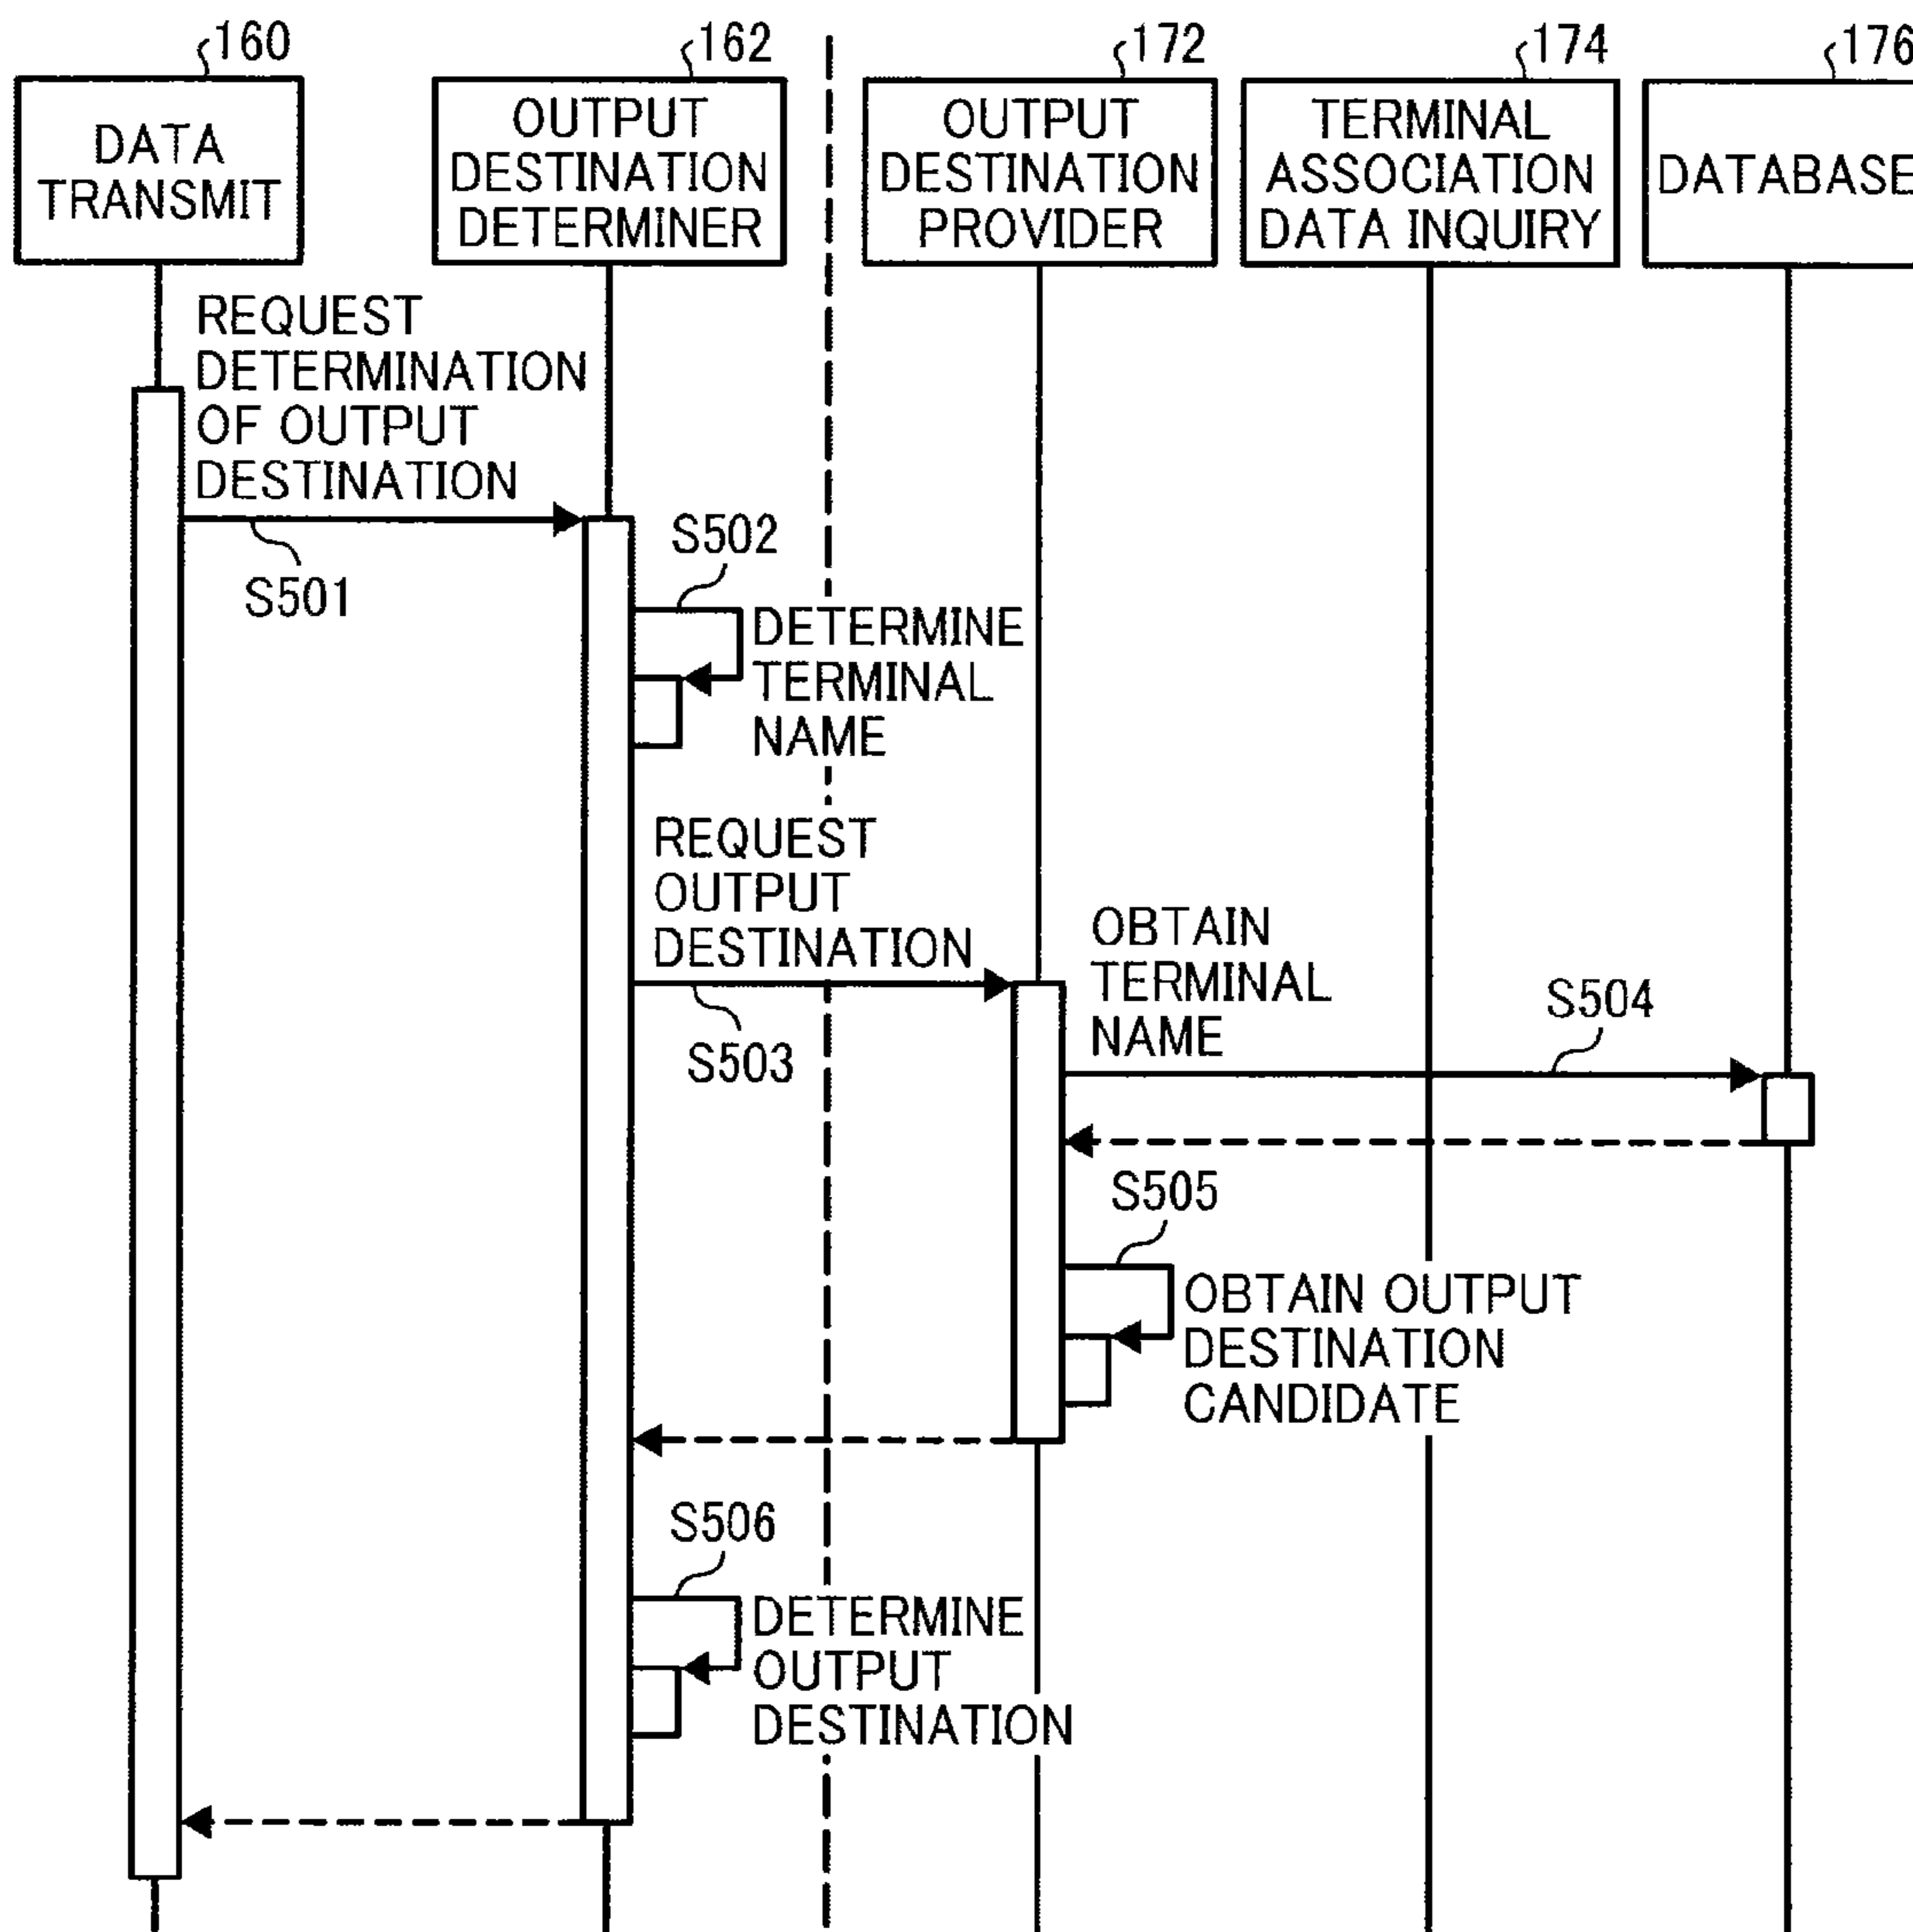 160
162
172
174
176
DATA
TRANSMIT
OUTPUT
DESTINATION
DETERMINER
OUTPUT
DESTINATION
PROVIDER
TERMINAL
ASSOCIATION
DATA INQUIRY
DATABASE
REQUEST
DETERMINATION
OF OUTPUT
DESTINATION
S501
S502
DETERMINE
TERMINAL
NAME
REQUEST
OUTPUT
DESTINATION
S503
OBTAIN
TERMINAL
NAME
S504
S505
OBTAIN OUTPUT
DESTINATION
CANDIDATE
S506
DETERMINE
OUTPUT
DESTINATION